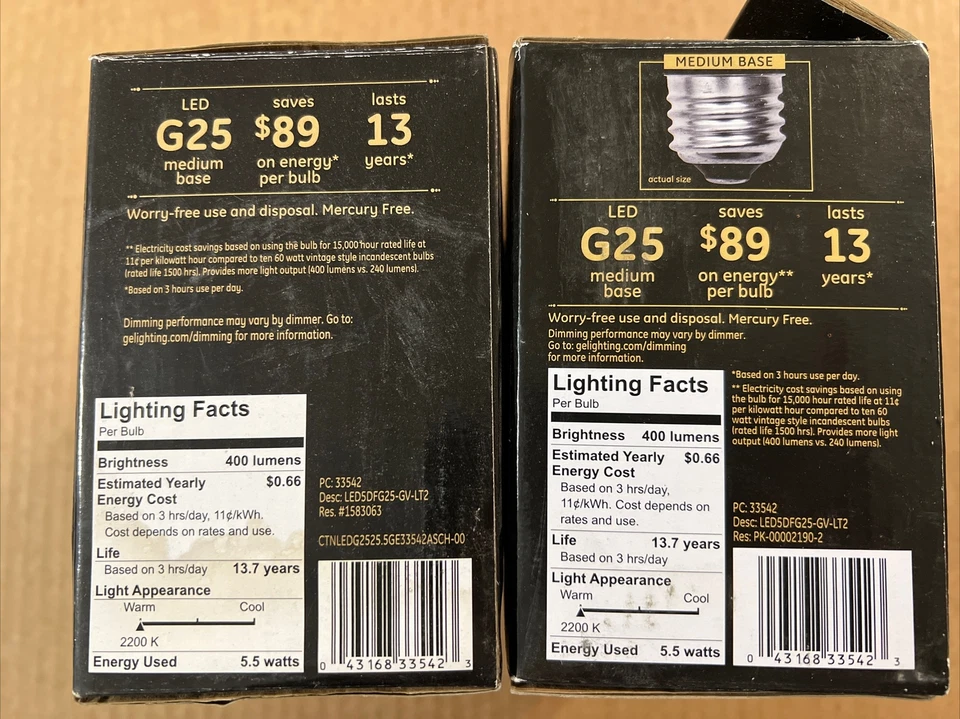 LED saves lasts
G25 $89 13
medium on energy* years*
base per bulb
Worry-free use and disposal. Mercury Free.
** Electricity cost savings based on using the bulb for 15,000 hour rated life at
11¢ per kilowatt hour compared to ten 60 watt vintage style incandescent bulbs
(rated life 1500 hrs). Provides more light output (400 lumens vs. 240 lumens).
*Based on 3 hours use per day.
Dimming performance may vary by dimmer. Go to:
gelighting.com/dimming for more information.
Lighting Facts
Per Bulb
Brightness 400 lumens
Estimated Yearly $0.66
Energy Cost
Based on 3 hrs/day, 11¢/kWh.
Cost depends on rates and use.
Life
Based on 3 hrs/day 13.7 years
Light Appearance
Warm Cool
2200 K
Energy Used 5.5 watts
PC: 33542
Desc: LED5DFG25-GV-LT2
Res. #1583063
CTNLEDG2525.5GE33542ASCH-00
0 43168 33542 3
MEDIUM BASE
actual size
LED saves lasts
G25 $89 13
medium on energy** years*
base per bulb
Worry-free use and disposal. Mercury Free.
Dimming performance may vary by dimmer.
Go to: gelighting.com/dimming
for more information.
Lighting Facts
Per Bulb
Brightness 400 lumens
Estimated Yearly $0.66
Energy Cost
Based on 3 hrs/day,
11¢/kWh. Cost depends on
rates and use.
Life 13.7 years
Based on 3 hrs/day
Light Appearance
Warm Cool
2200 K
Energy Used 5.5 watts
*Based on 3 hours use per day.
** Electricity cost savings based on using
the bulb for 15,000 hour rated life at 11¢
per kilowatt hour compared to ten 60
watt vintage style incandescent bulbs
(rated life 1500 hrs). Provides more light
output (400 lumens vs. 240 lumens).
PC: 33542
Desc: LED5DFG25-GV-LT2
Res: PK-00002190-2
0 43168 33542 3